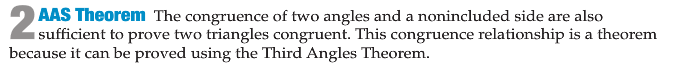 2 AAS Theorem The congruence of two angles and a nonincluded side are also
sufficient to prove two triangles congruent. This congruence relationship is a theorem
because it can be proved using the Third Angles Theorem.